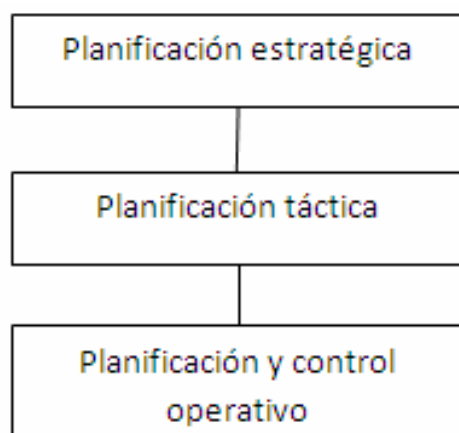 Planificación estratégica
Planificación táctica
Planificación y control
operativo